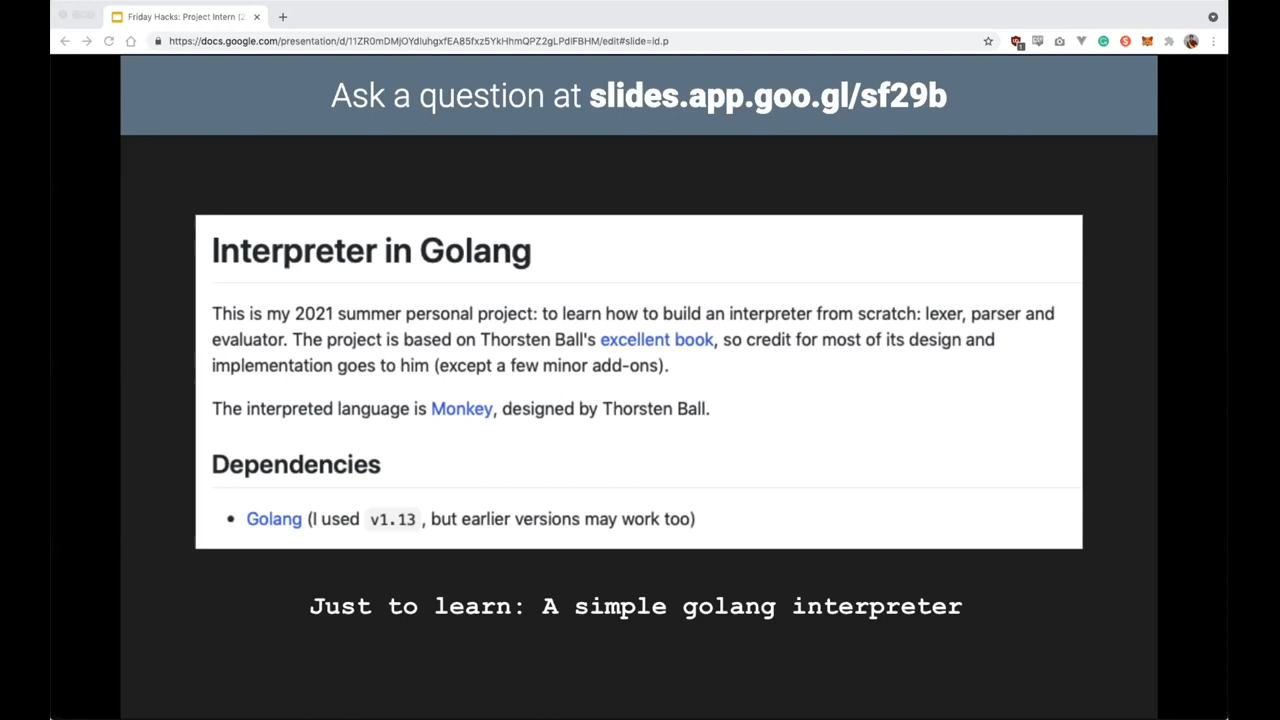 Friday Hacks: Project Intern (2
https://docs.google.com/presentation/d/11ZR0mDMjOYdluhgxfEA85fxz5YkHhmQPZ2gLPdiFBHM/edit#slide=id.p
Ask a question at slides.app.goo.gl/sf29b
Interpreter in Golang
This is my 2021 summer personal project: to learn how to build an interpreter from scratch: lexer, parser and
evaluator. The project is based on Thorsten Ball's excellent book, so credit for most of its design and
implementation goes to him (except a few minor add-ons).
The interpreted language is Monkey, designed by Thorsten Ball.
Dependencies
• Golang (I used v1.13, but earlier versions may work too)
Just to learn: A simple golang interpreter